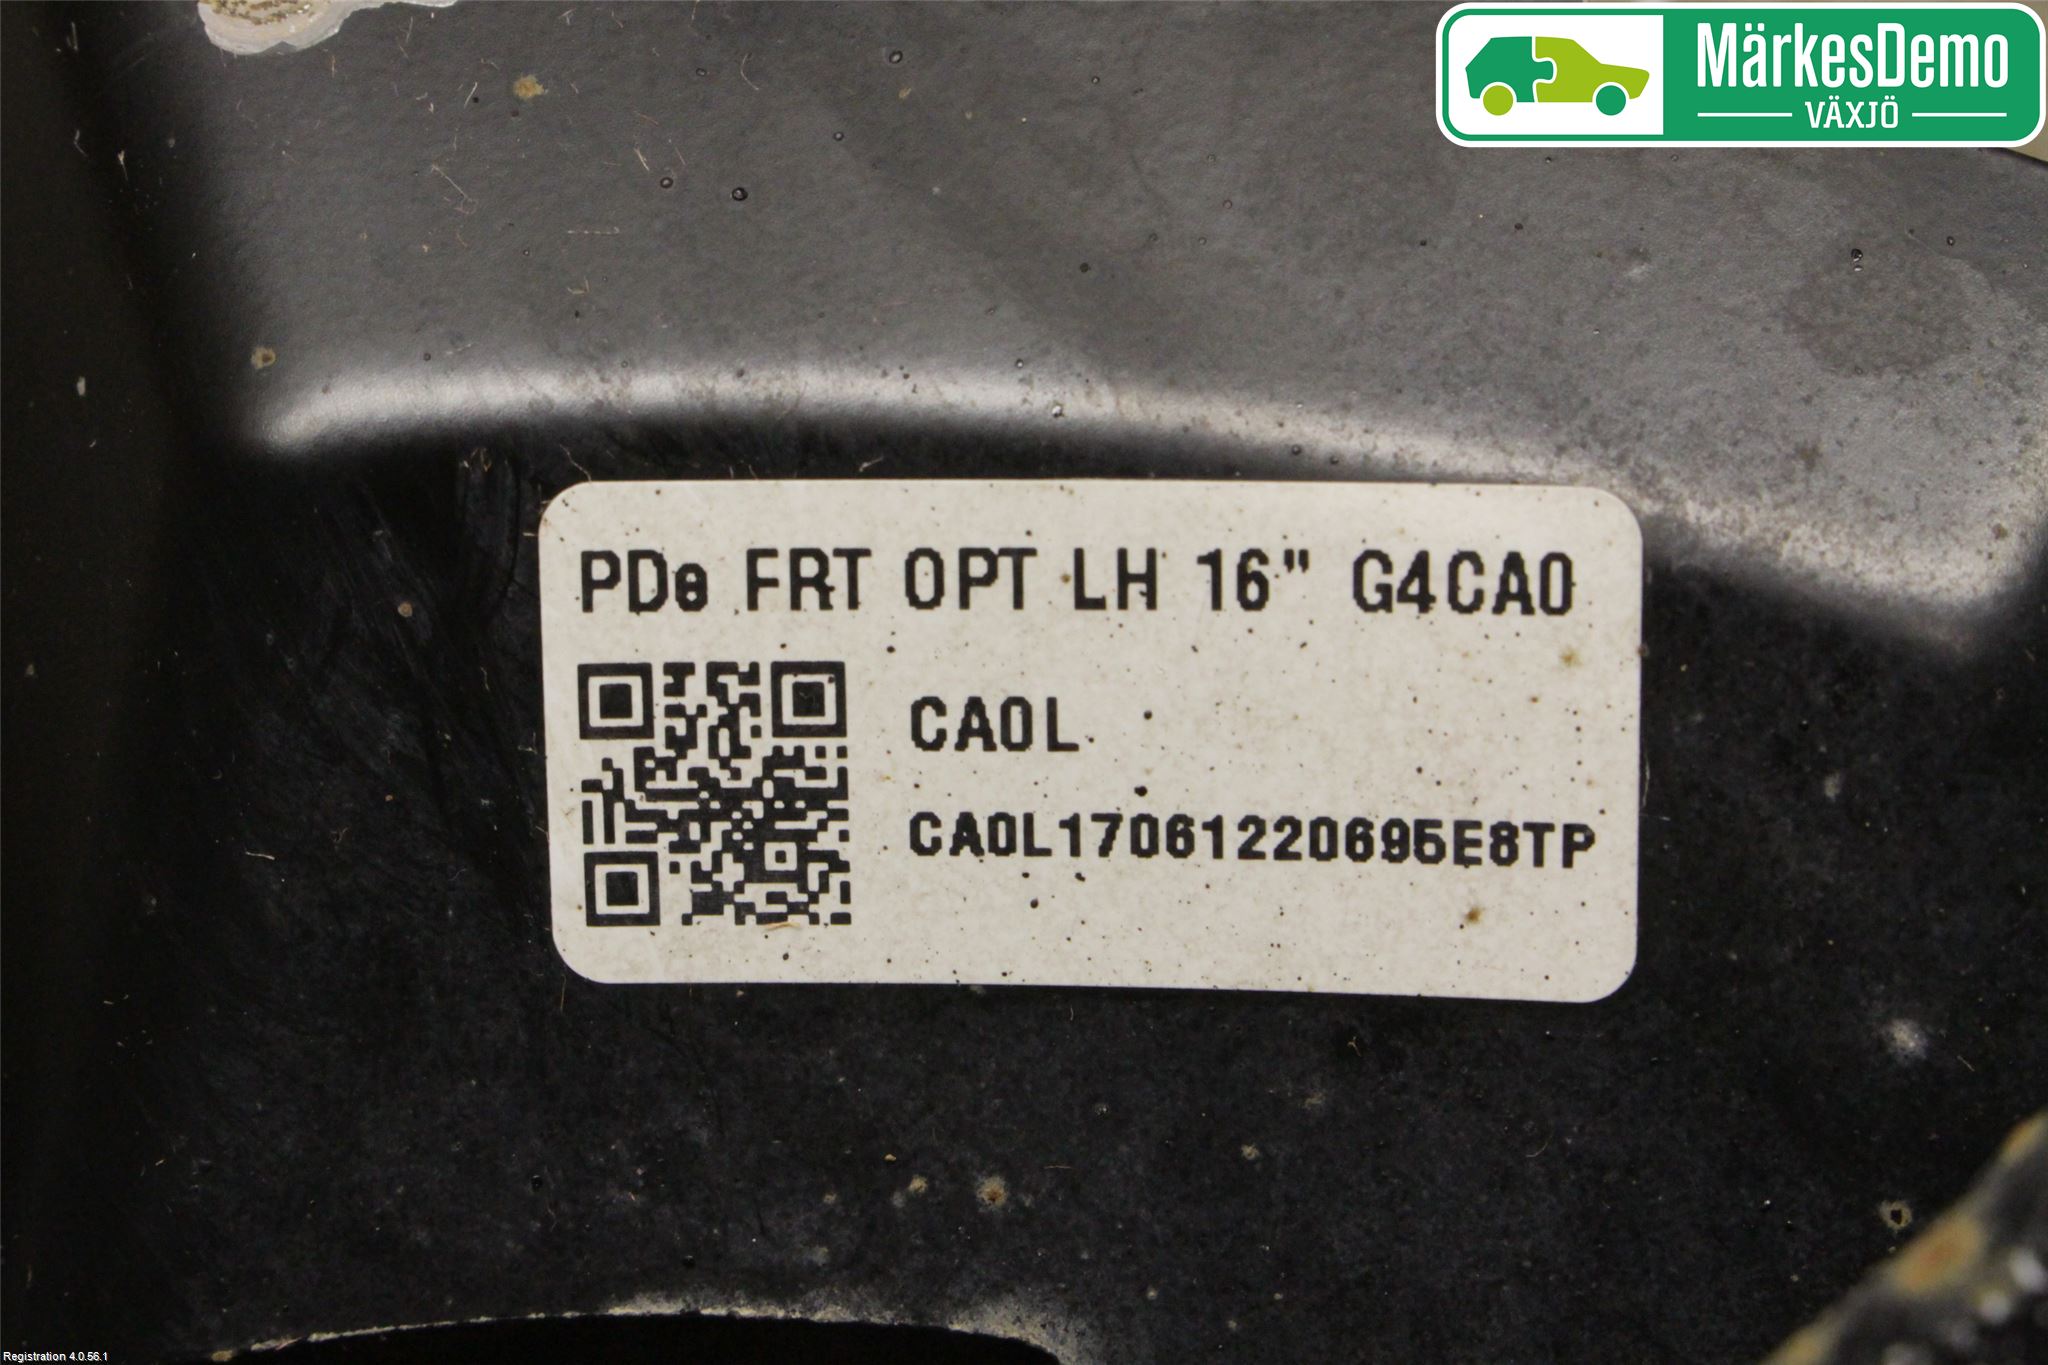 MärkesDemo
VÄXJÖ
PDe FRT OPT LH 16" G4CA0
CA0L
CA0L17061220695E8TP
Registration 4.0.56.1